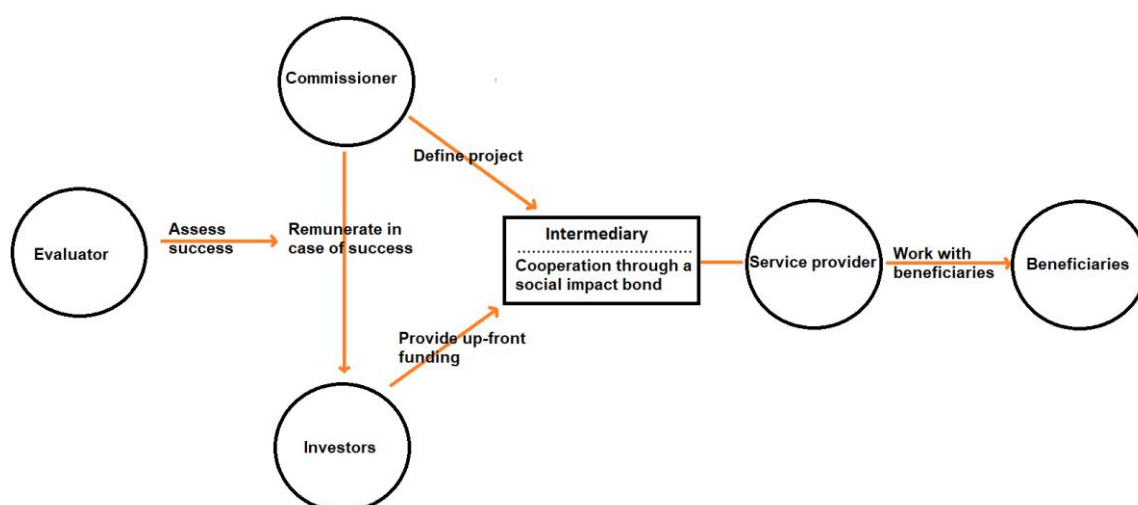 Commissioner
Define project
Evaluator
Assess
success
Remunerate in
case of success
Intermediary
Cooperation through a
social impact bond
Service provider
Work with
beneficiaries
Beneficiaries
Provide up-front
funding
Investors